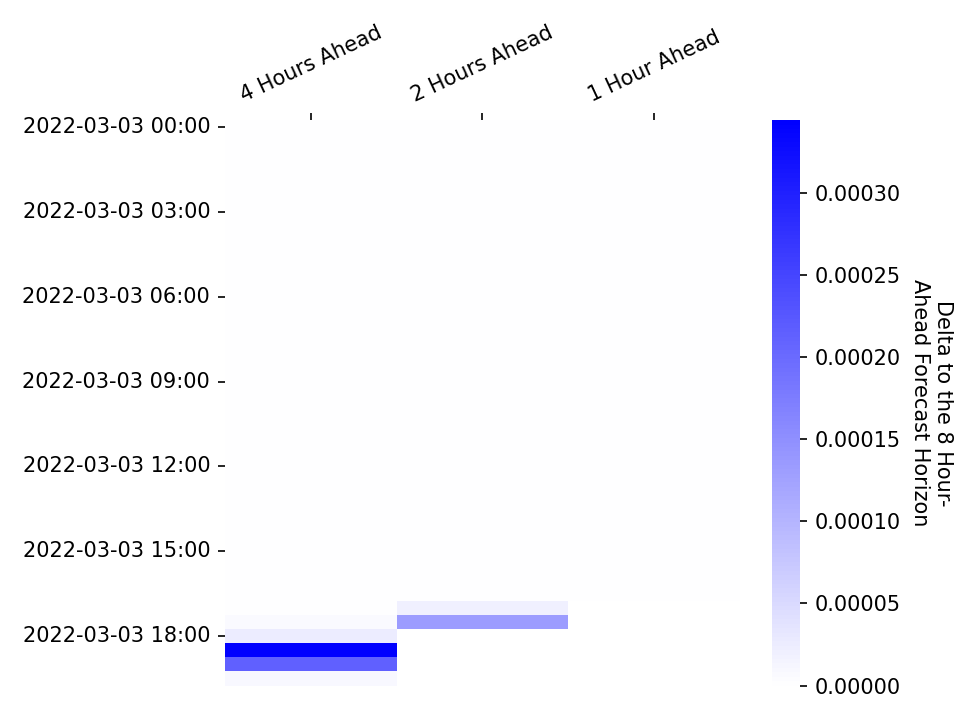 4 Hours Ahead
2 Hours Ahead
1 Hour Ahead
2022-03-03 00:00
2022-03-03 03:00
2022-03-03 06:00
2022-03-03 09:00
2022-03-03 12:00
2022-03-03 15:00
2022-03-03 18:00
0.00030
0.00025
0.00020
0.00015
0.00010
0.00005
0.00000
Delta to the 8 Hour-
Ahead Forecast Horizon